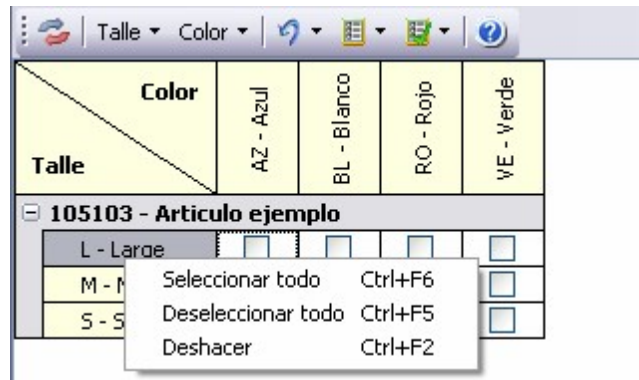 Talle Color
Color
Talle
AZ - Azul
BL - Blanco
RO - Rojo
VE - Verde
105103 - Articulo ejemplo
L - Large
M -
S - S
Seleccionar todo Ctrl+F6
Deseleccionar todo Ctrl+F5
Deshacer Ctrl+F2